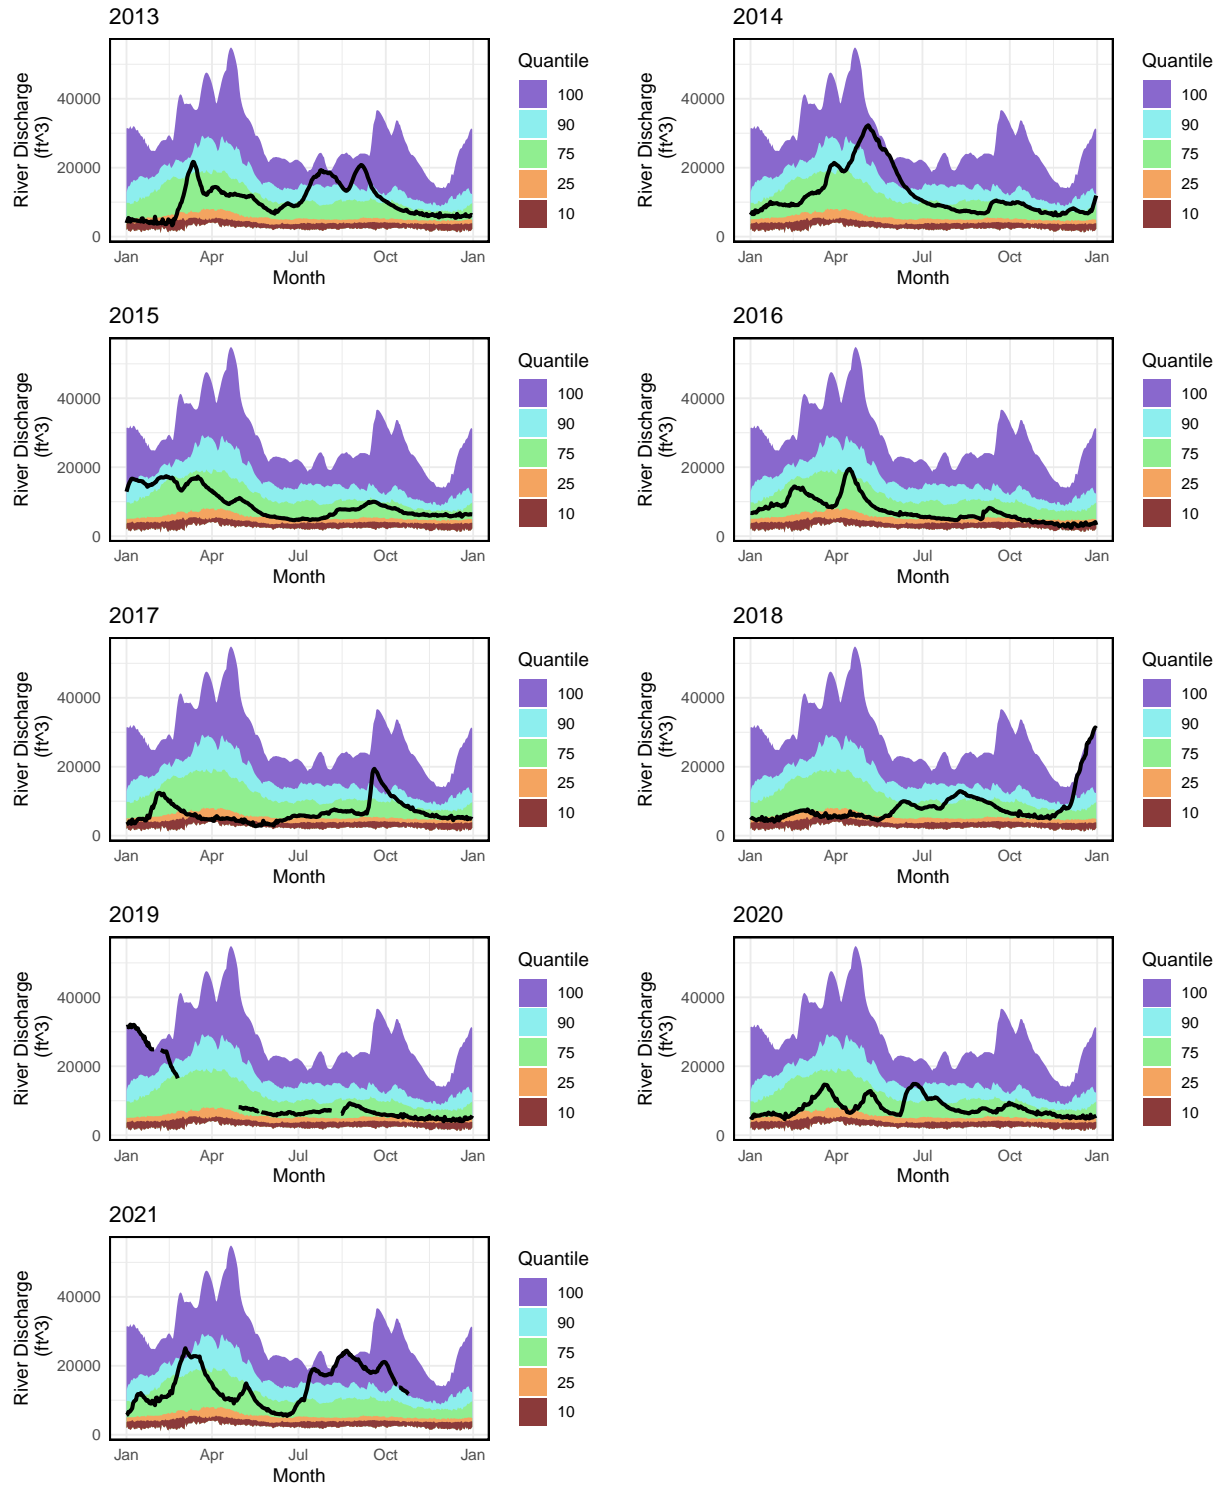 2013
River Discharge
(ft^3)
40000
20000
0
Jan
Apr
Jul
Oct
Jan
Month
Quantile
100
90
75
25
10
2014
River Discharge
(ft^3)
40000
20000
0
Jan
Apr
Jul
Oct
Jan
Month
Quantile
100
90
75
25
10
2015
River Discharge
(ft^3)
40000
20000
0
Jan
Apr
Jul
Oct
Jan
Month
Quantile
100
90
75
25
10
2016
River Discharge
(ft^3)
40000
20000
0
Jan
Apr
Jul
Oct
Jan
Month
Quantile
100
90
75
25
10
2017
River Discharge
(ft^3)
40000
20000
0
Jan
Apr
Jul
Oct
Jan
Month
Quantile
100
90
75
25
10
2018
River Discharge
(ft^3)
40000
20000
0
Jan
Apr
Jul
Oct
Jan
Month
Quantile
100
90
75
25
10
2019
River Discharge
(ft^3)
40000
20000
0
Jan
Apr
Jul
Oct
Jan
Month
Quantile
100
90
75
25
10
2020
River Discharge
(ft^3)
40000
20000
0
Jan
Apr
Jul
Oct
Jan
Month
Quantile
100
90
75
25
10
2021
River Discharge
(ft^3)
40000
20000
0
Jan
Apr
Jul
Oct
Jan
Month
Quantile
100
90
75
25
10